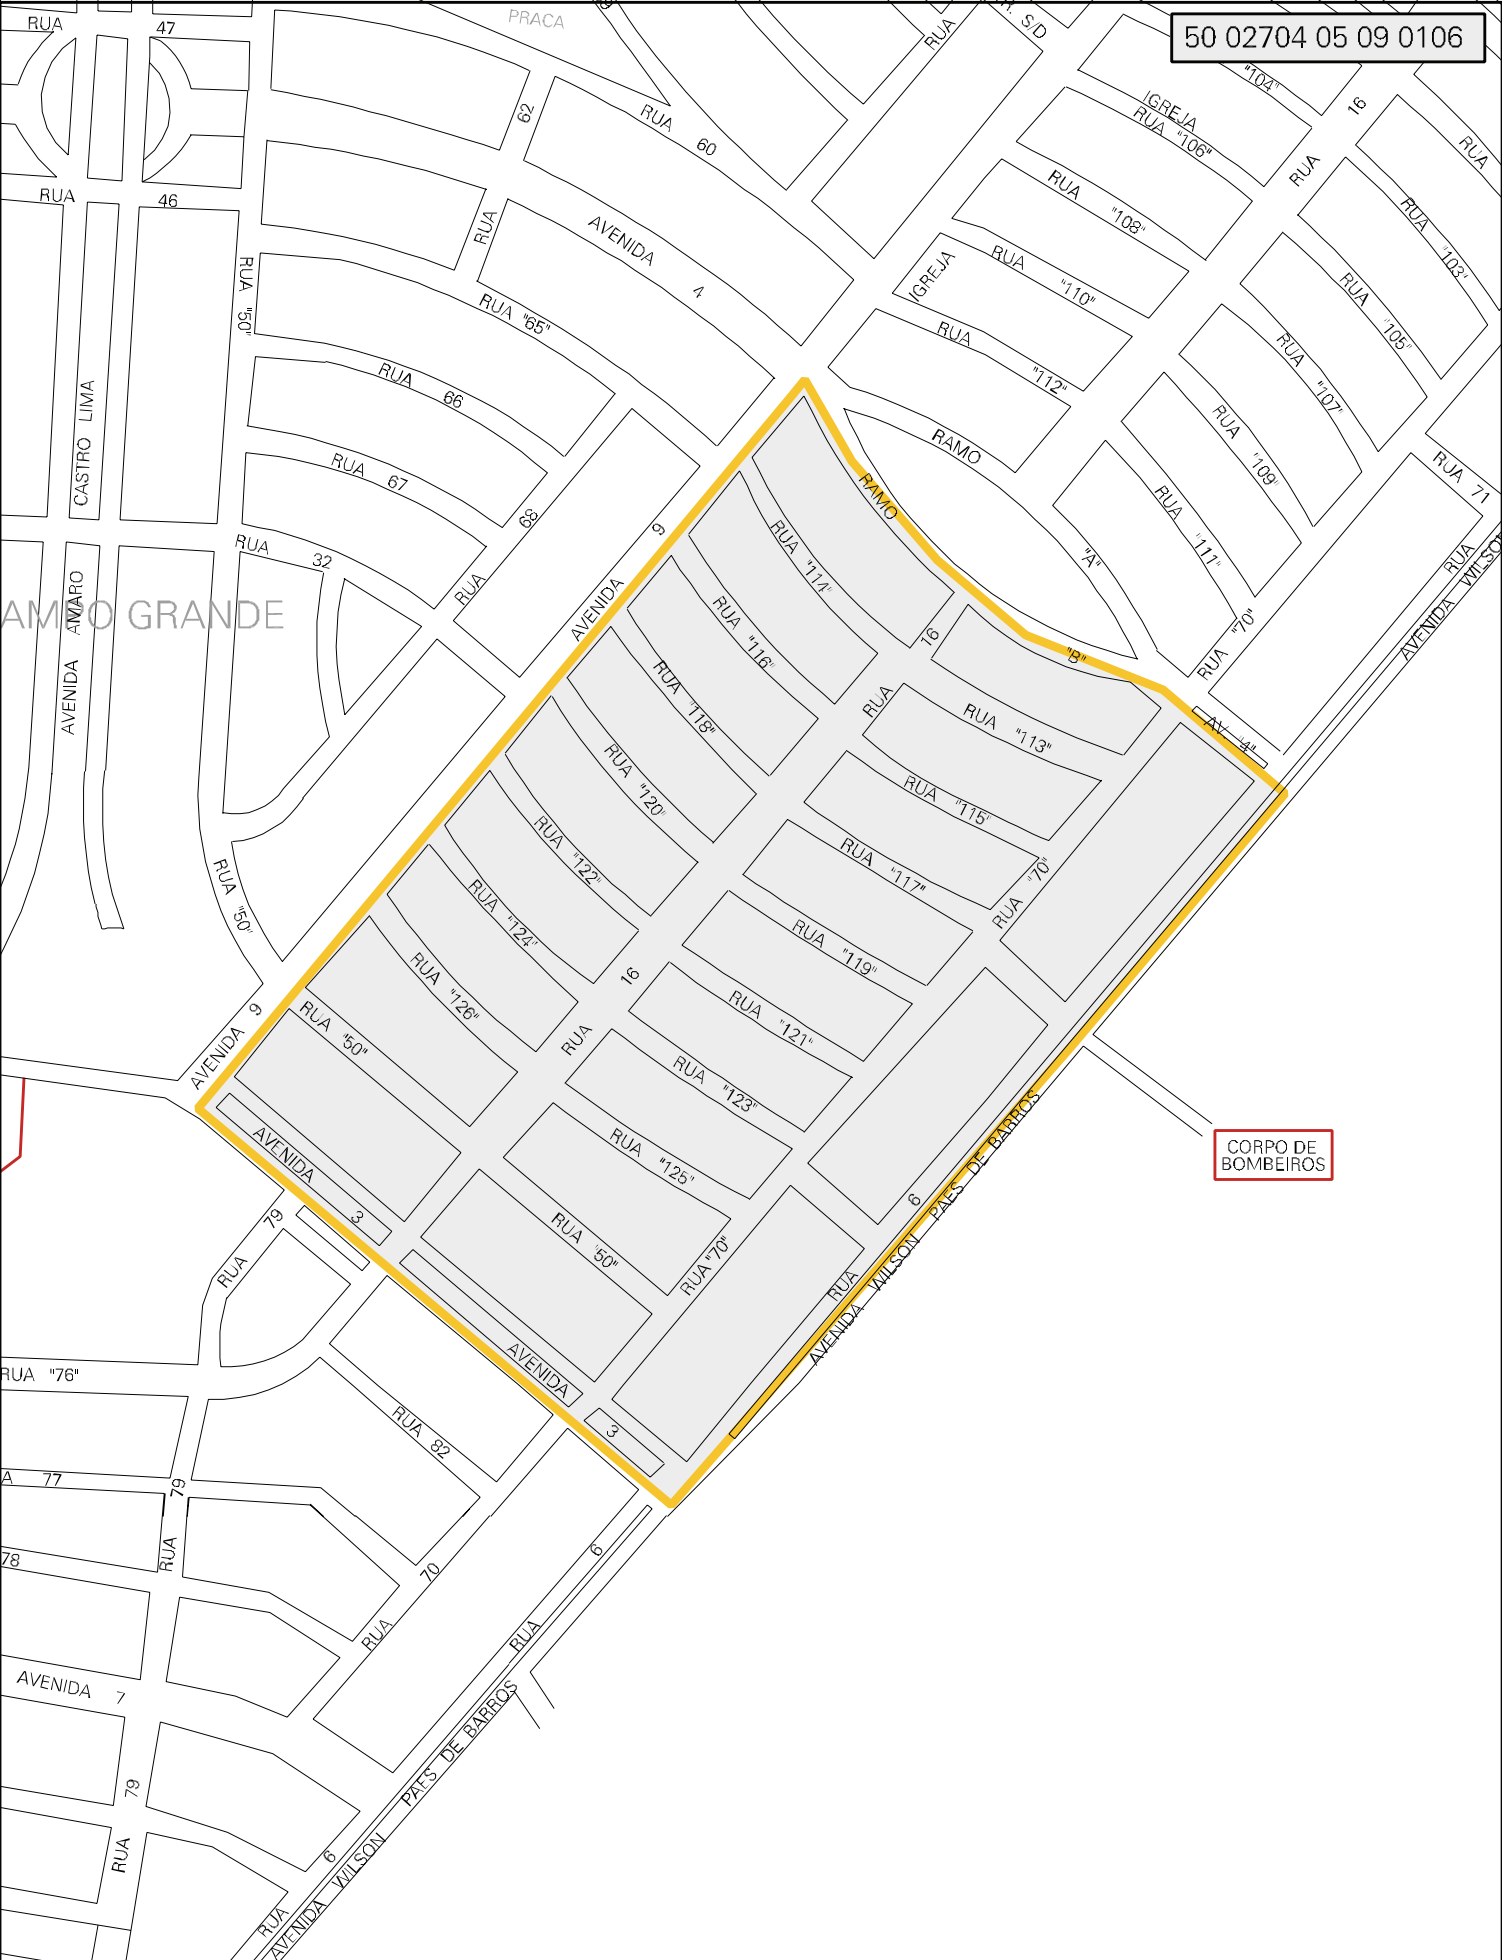 50 02704 05 09 0106
PRACA
RUA
47
RUA
46
62
RUA
60
RUA
AVENIDA
4
RUA "65"
RUA "50"
RUA
66
RUA
67
RUA
32
68
RUA
CASTRO LIMA
AVENIDA AMARO
AMPO GRANDE
RUA "50"
AVENIDA 9
AVENIDA 9
R. S/D
RUA
"104"
16
RUA
IGREJA
RUA "106"
RUA
"108"
IGREJA
RUA
"110"
RUA
"112"
RUA
RUA
"103"
RUA
"105"
RUA
"107"
RUA
"109"
RUA
"111"
RUA 71
RUA "70"
RUA
AVENIDA WILSON
RAMO
"A"
RAMO
"B"
AV. "4"
RUA
"114"
RUA
"116"
RUA
"118"
RUA
"120"
RUA
"122"
RUA
"124"
RUA
"126"
RUA "50"
16
RUA
RUA
"113"
RUA
"115"
RUA
"117"
RUA
"119"
RUA
"121"
RUA
"123"
RUA
"125"
RUA "50"
RUA "70"
16
RUA
RUA "70"
AVENIDA
3
AVENIDA
3
RUA
6
AVENIDA WILSON PAES DE BARROS
CORPO DE
BOMBEIROS
79
RUA
RUA "76"
RUA 82
77
79
RUA
78
70
RUA
6
RUA
AVENIDA 7
79
RUA
6
RUA
AVENIDA WILSON PAES DE BARROS